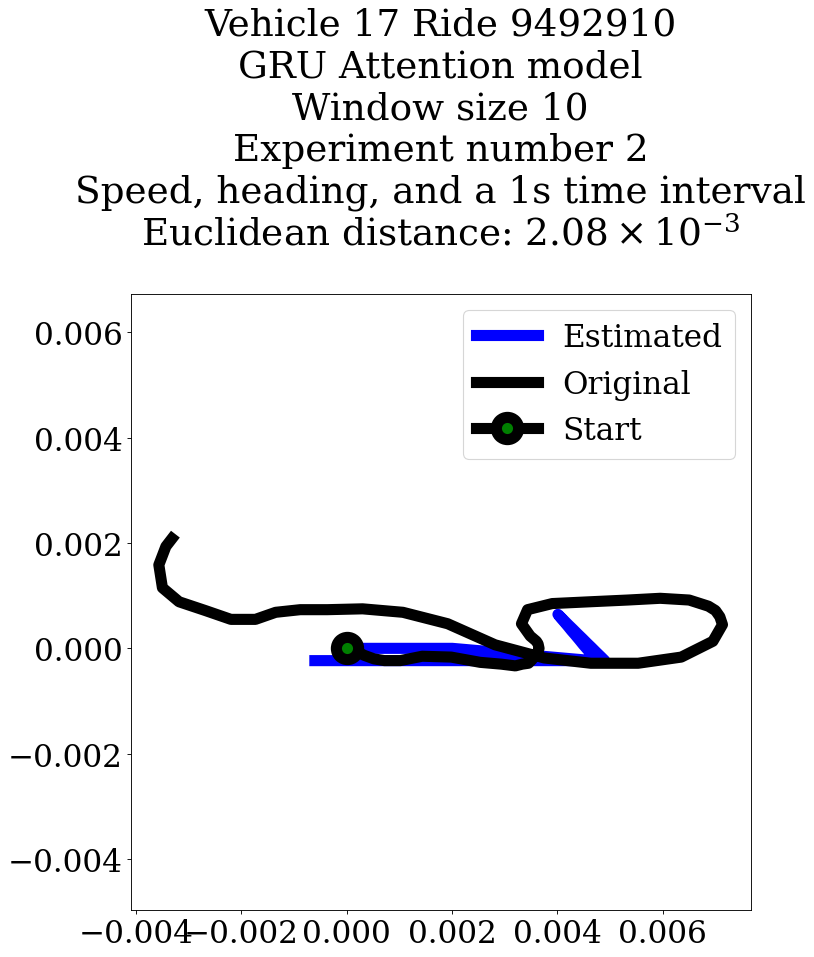 Vehicle 17 Ride 9492910
GRU Attention model
Window size 10
Experiment number 2
Speed, heading, and a 1s time interval
Euclidean distance: 2.08 × 10⁻³
Estimated
Original
Start
0.006
0.004
0.002
0.000
−0.002
−0.004
−0.004 −0.002 0.000 0.002 0.004 0.006